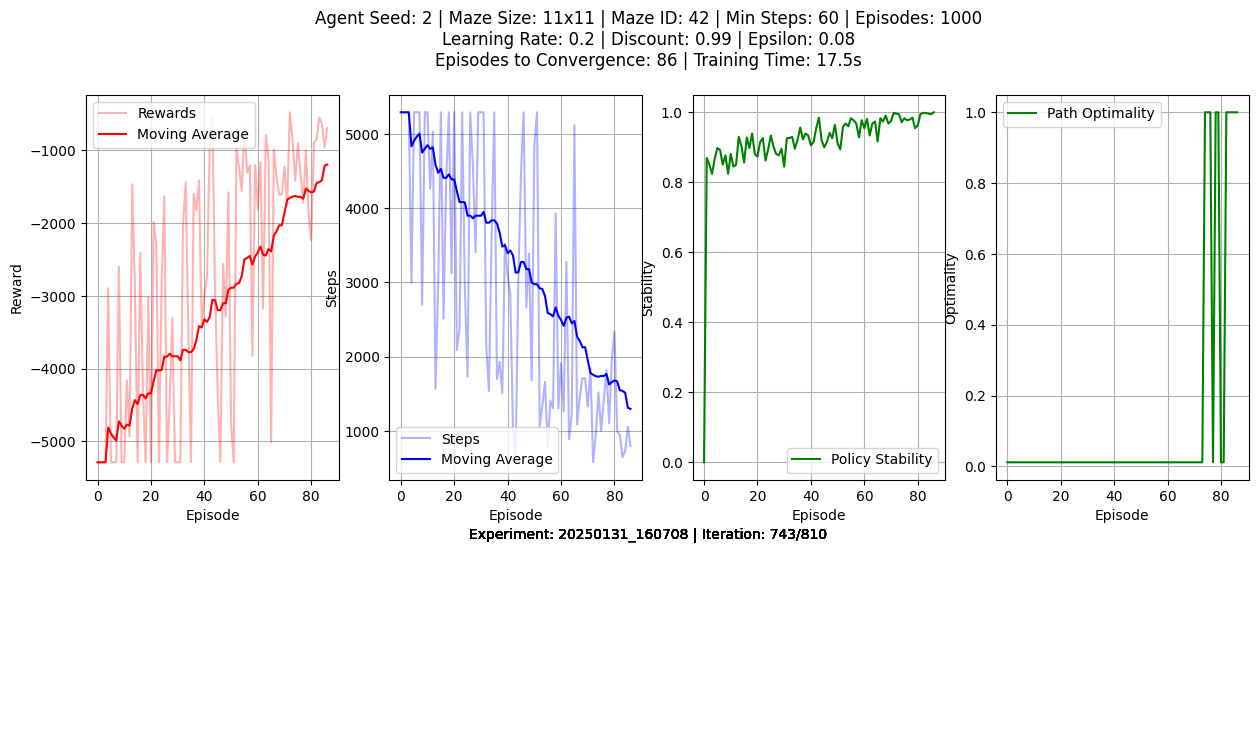 Agent Seed: 2 | Maze Size: 11x11 | Maze ID: 42 | Min Steps: 60 | Episodes: 1000
Learning Rate: 0.2 | Discount: 0.99 | Epsilon: 0.08
Episodes to Convergence: 86 | Training Time: 17.5s
Rewards
Moving Average
Reward
−1000
−2000
−3000
−4000
−5000
0 20 40 60 80
Episode
Steps
Moving Average
Steps
5000
4000
3000
2000
1000
0 20 40 60 80
Episode
Policy Stability
Stability
1.0
0.8
0.6
0.4
0.2
0.0
0 20 40 60 80
Episode
Path Optimality
Optimality
1.0
0.8
0.6
0.4
0.2
0.0
0 20 40 60 80
Episode
Experiment: 20250131_160708 | Iteration: 743/810